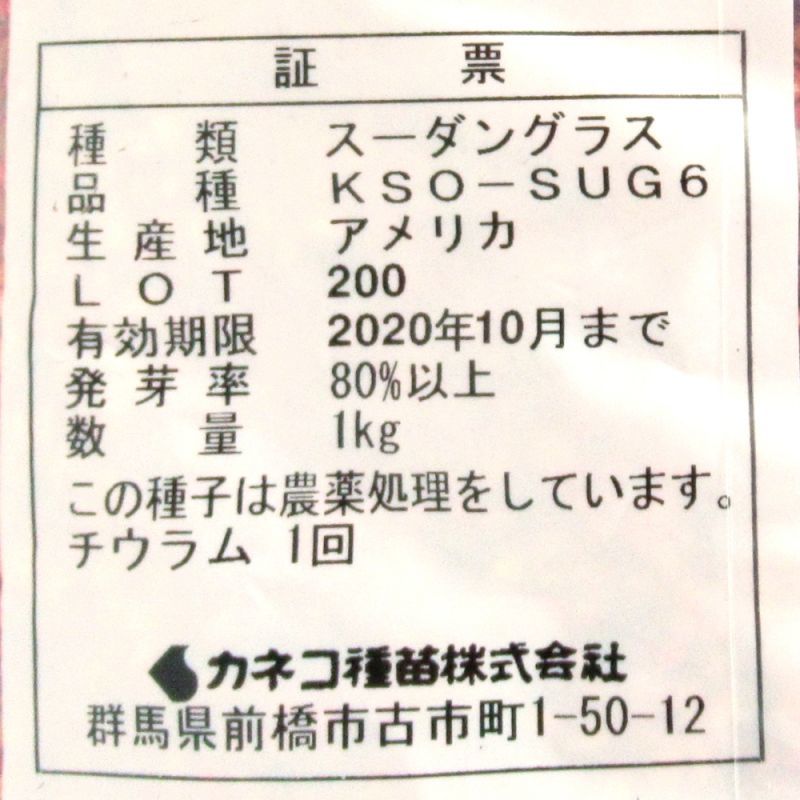 証票
種類 スーダングラス
品種 KSO-SUG6
生産地 アメリカ
LOT 200
有効期限 2020年10月まで
発芽率 80%以上
数量 1kg
この種子は農薬処理をしています。
チウラム 1回
カネコ種苗株式会社
群馬県前橋市古市町1-50-12